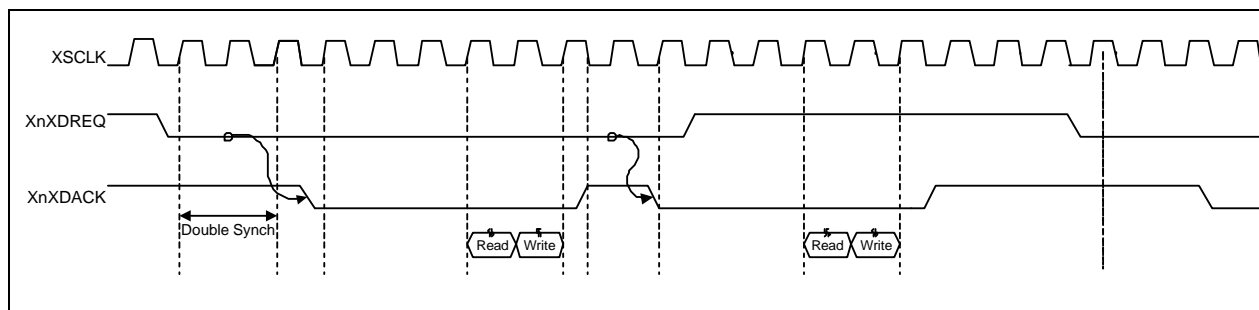 XSCLK
XnXDREQ
XnXDACK
Double Synch
Read Write Read Write